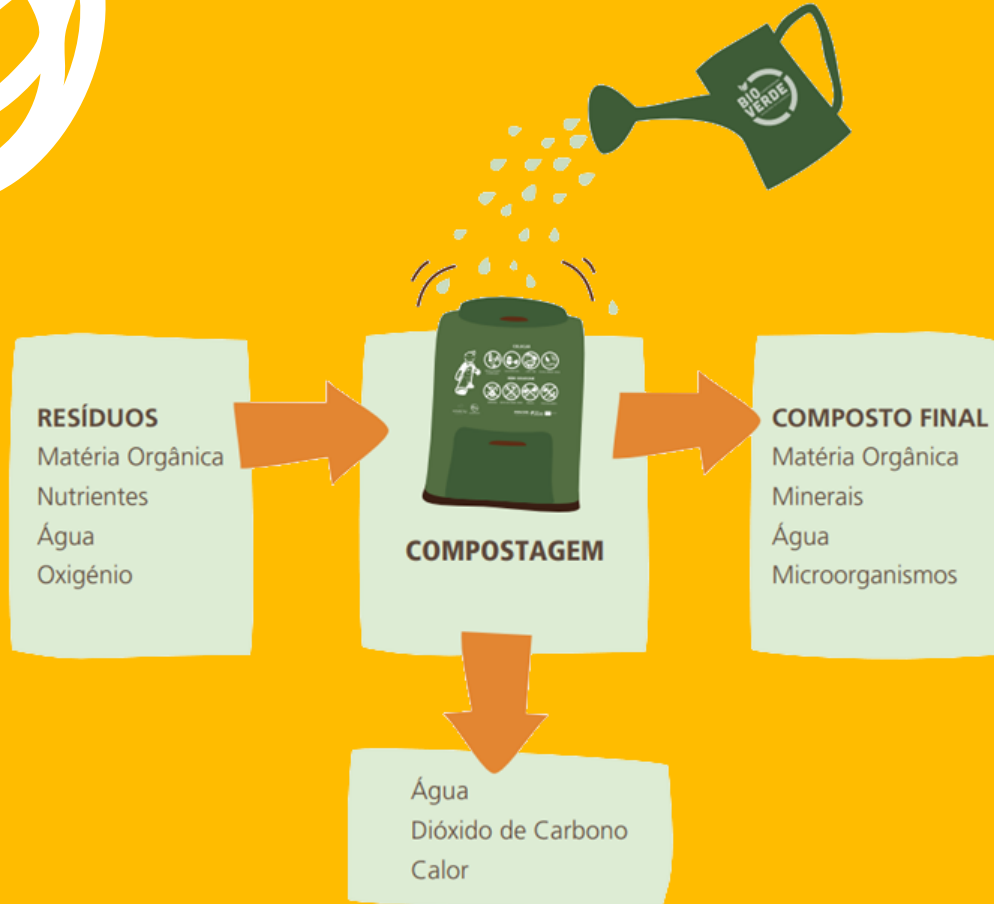 BIO
VERDE
RESÍDUOS
Matéria Orgânica
Nutrientes
Água
Oxigénio
COMPOSTAGEM
COMPOSTO FINAL
Matéria Orgânica
Minerais
Água
Microorganismos
Água
Dióxido de Carbono
Calor